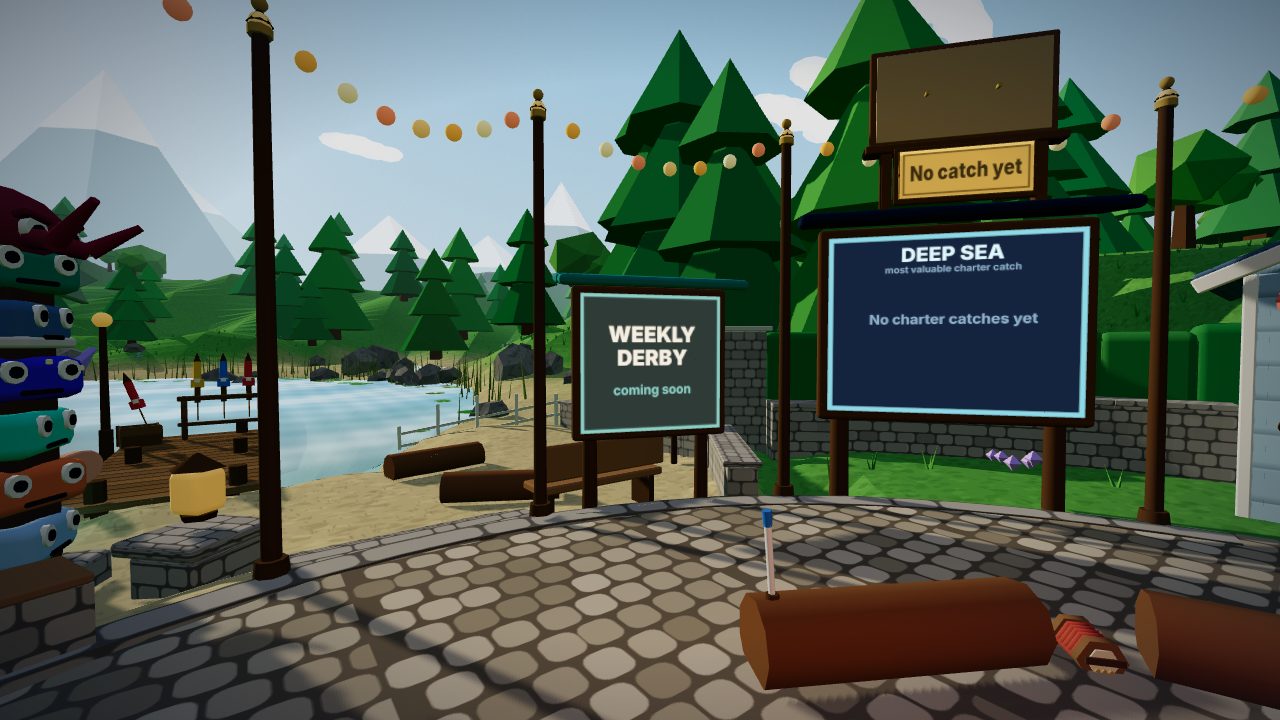 No catch yet
DEEP SEA
most valuable charter catch
No charter catches yet
WEEKLY
DERBY
coming soon